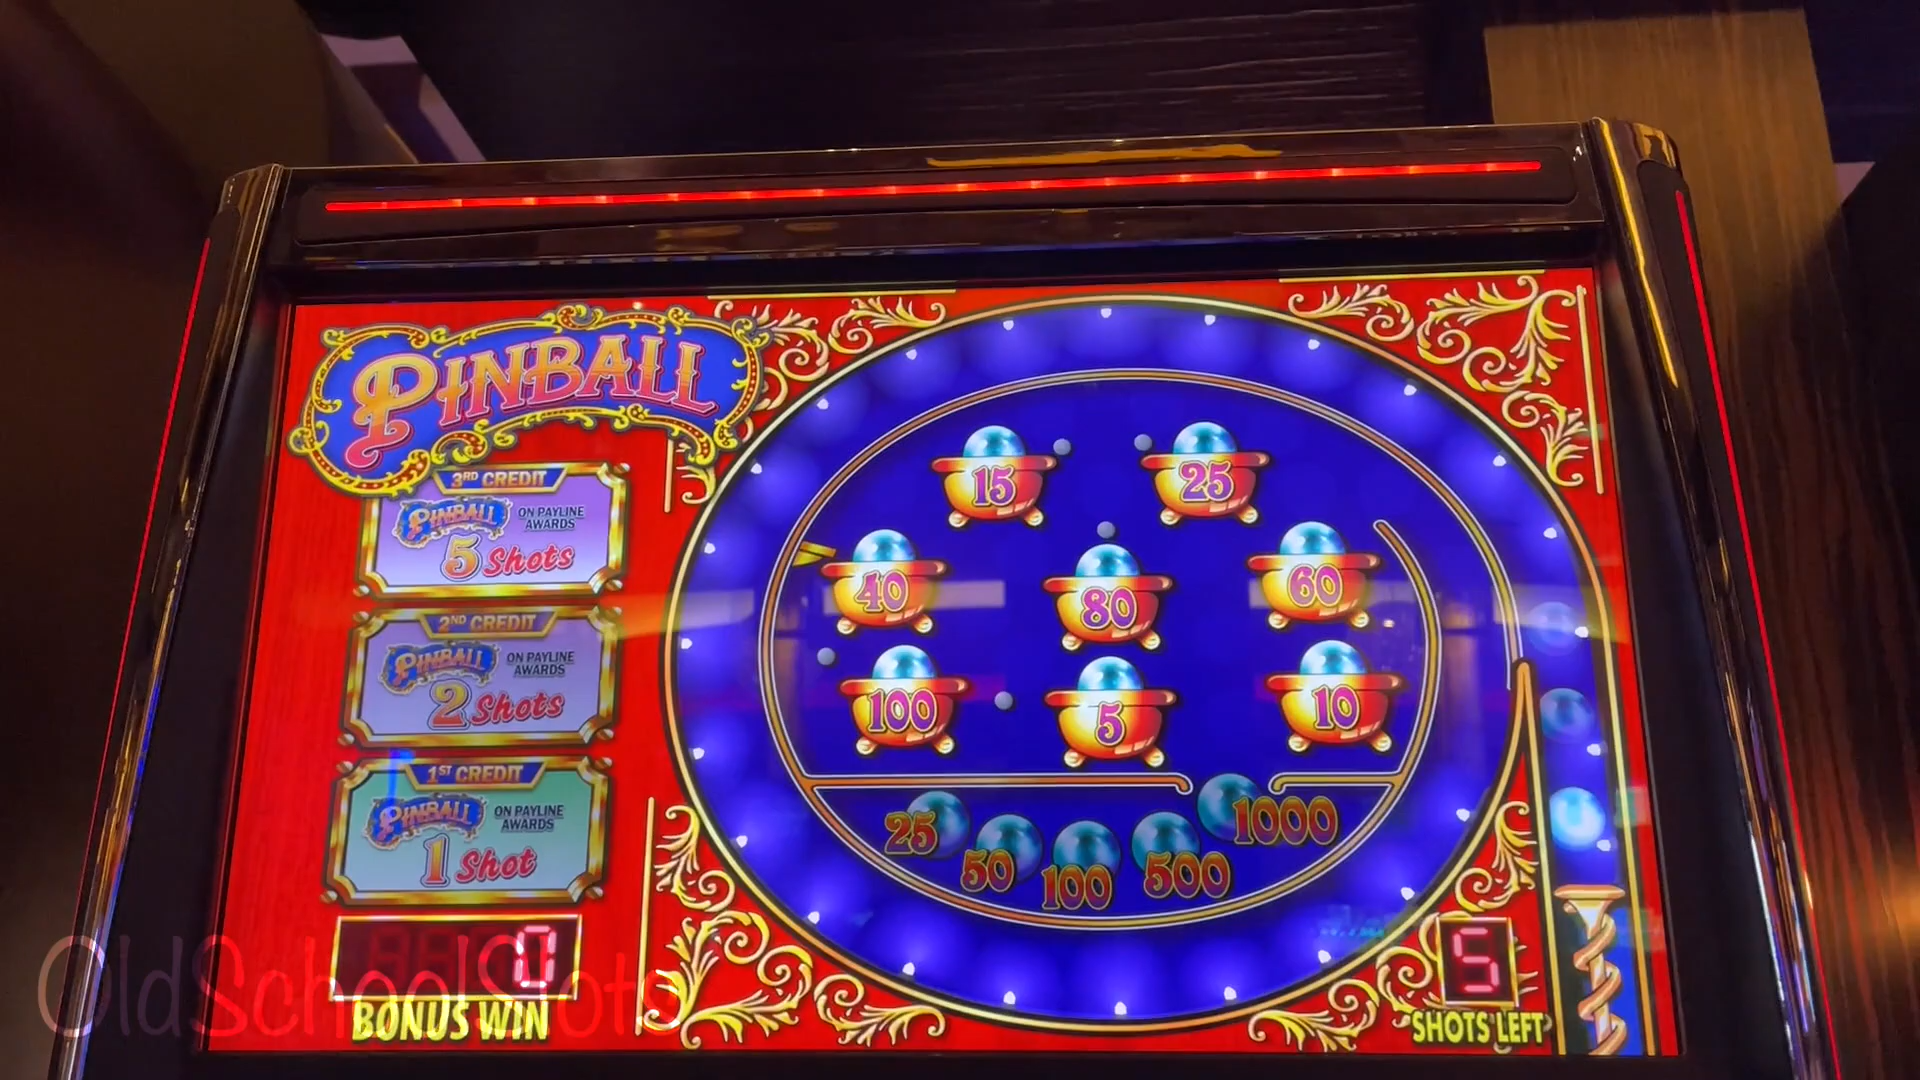 PINBALL
3RD CREDIT
PINBALL ON PAYLINE AWARDS
5 Shots
2ND CREDIT
PINBALL ON PAYLINE AWARDS
2 Shots
1ST CREDIT
PINBALL ON PAYLINE AWARDS
1 Shot
0
BONUS WIN
15
25
40
80
60
100
5
10
25
50
100
500
1000
5
SHOTS LEFT
OldSchoolSlots